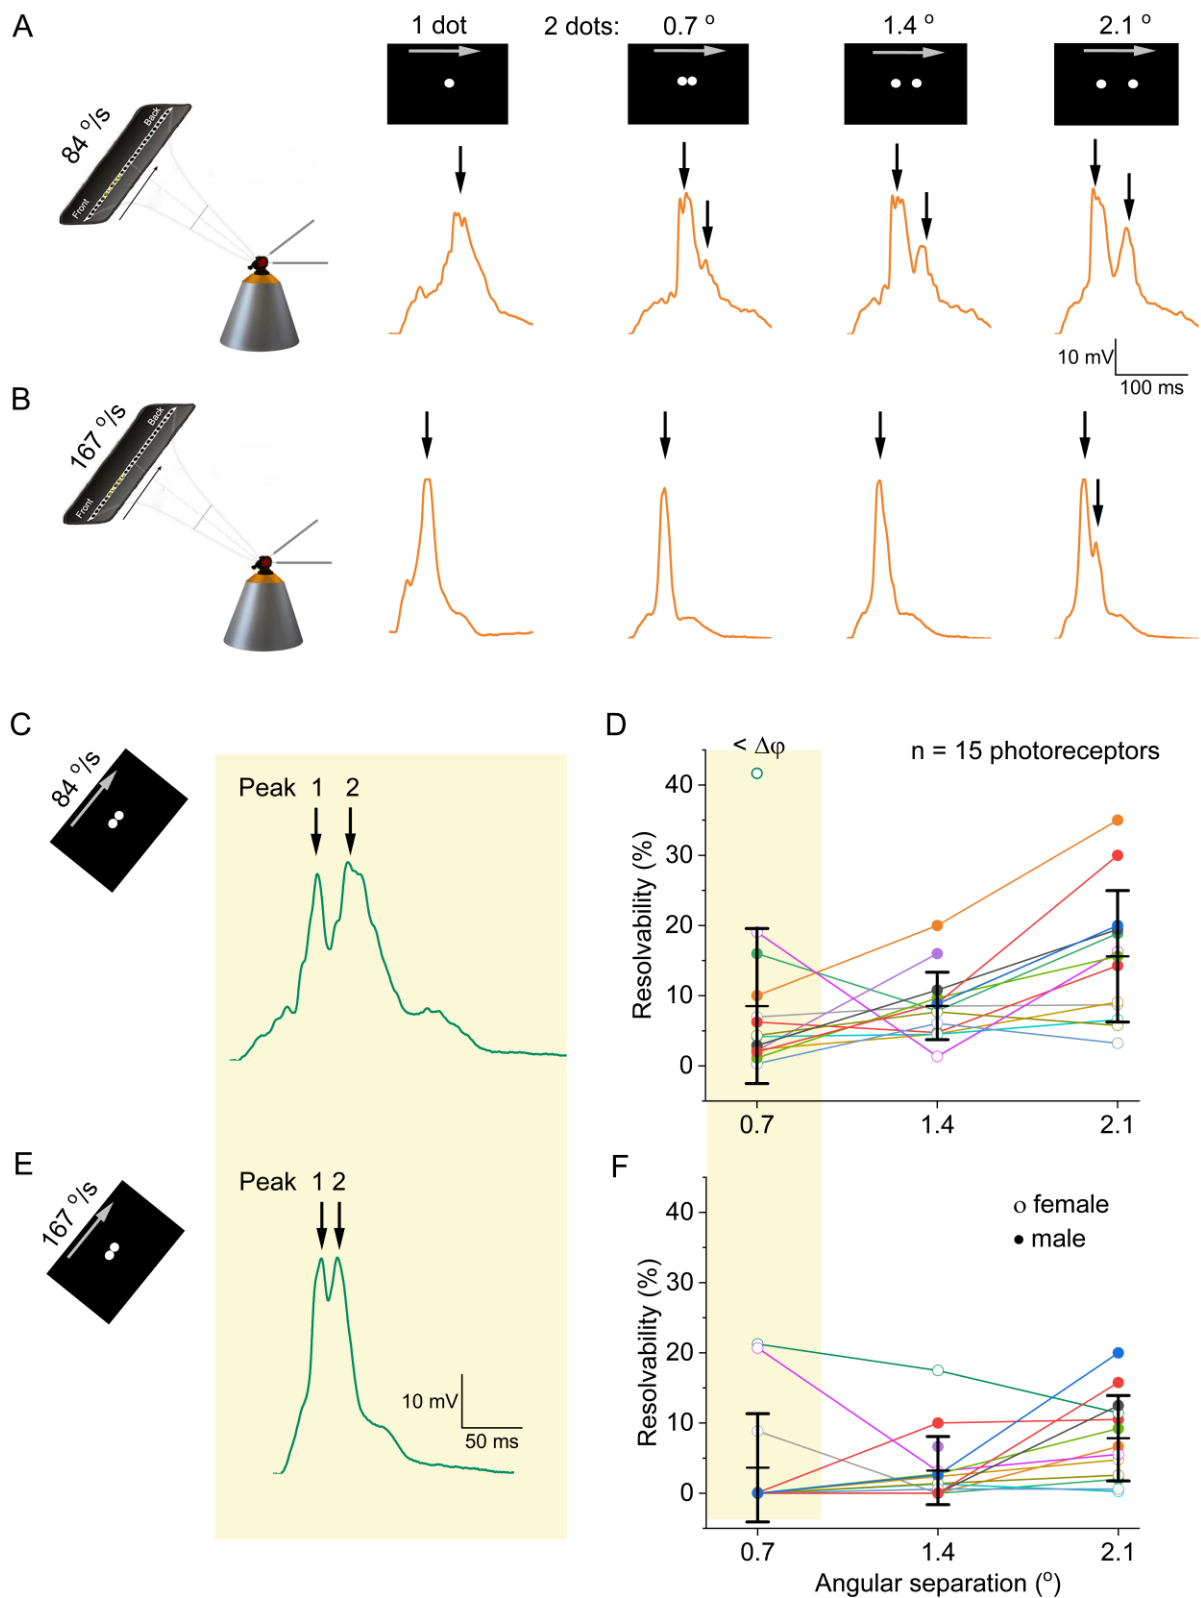 A
1 dot
2 dots:
0.7 º
1.4 º
2.1 º
84 º/s
Back
Front
10 mV
100 ms
B
167 º/s
Back
Front
C
84 º/s
Peak 1 2
D
< Δφ
n = 15 photoreceptors
Resolvability (%)
40
30
20
10
0
0.7
1.4
2.1
E
167 º/s
Peak 1 2
10 mV
50 ms
F
female
male
Resolvability (%)
40
30
20
10
0
0.7
1.4
2.1
Angular separation (º)